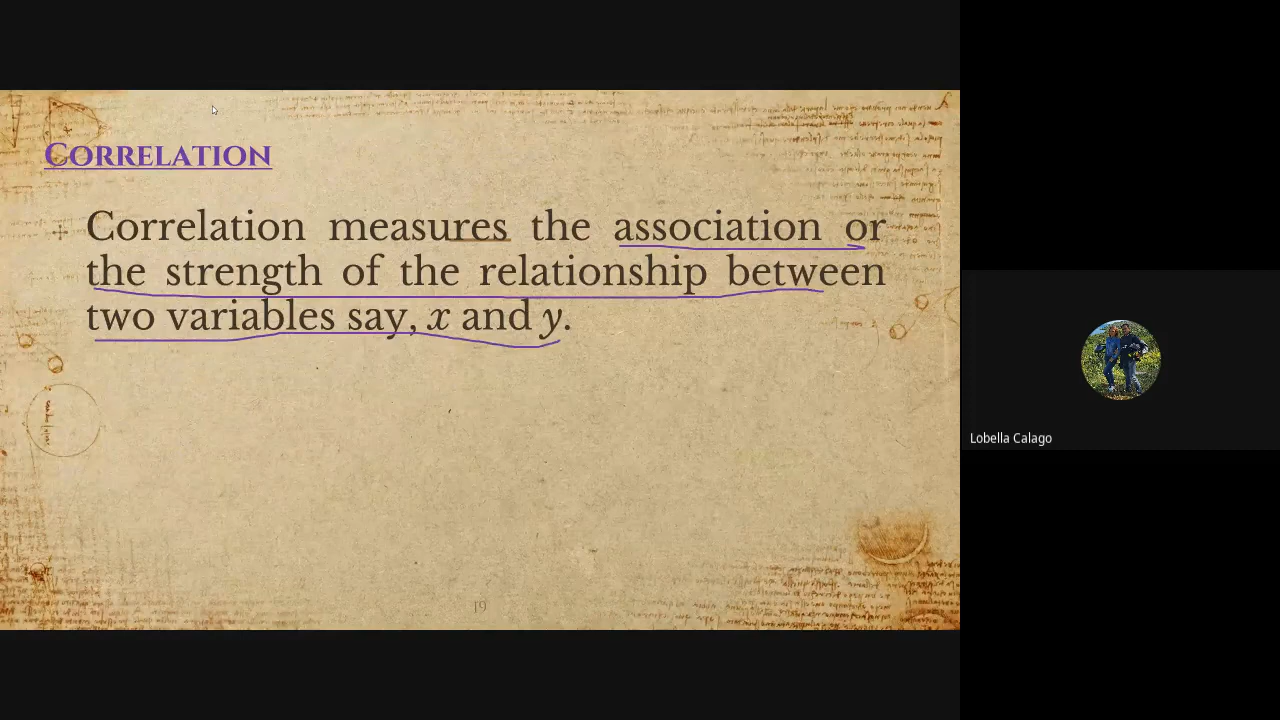 CORRELATION
Correlation measures the association or
the strength of the relationship between
two variables say, x and y.
19
Lobella Calago